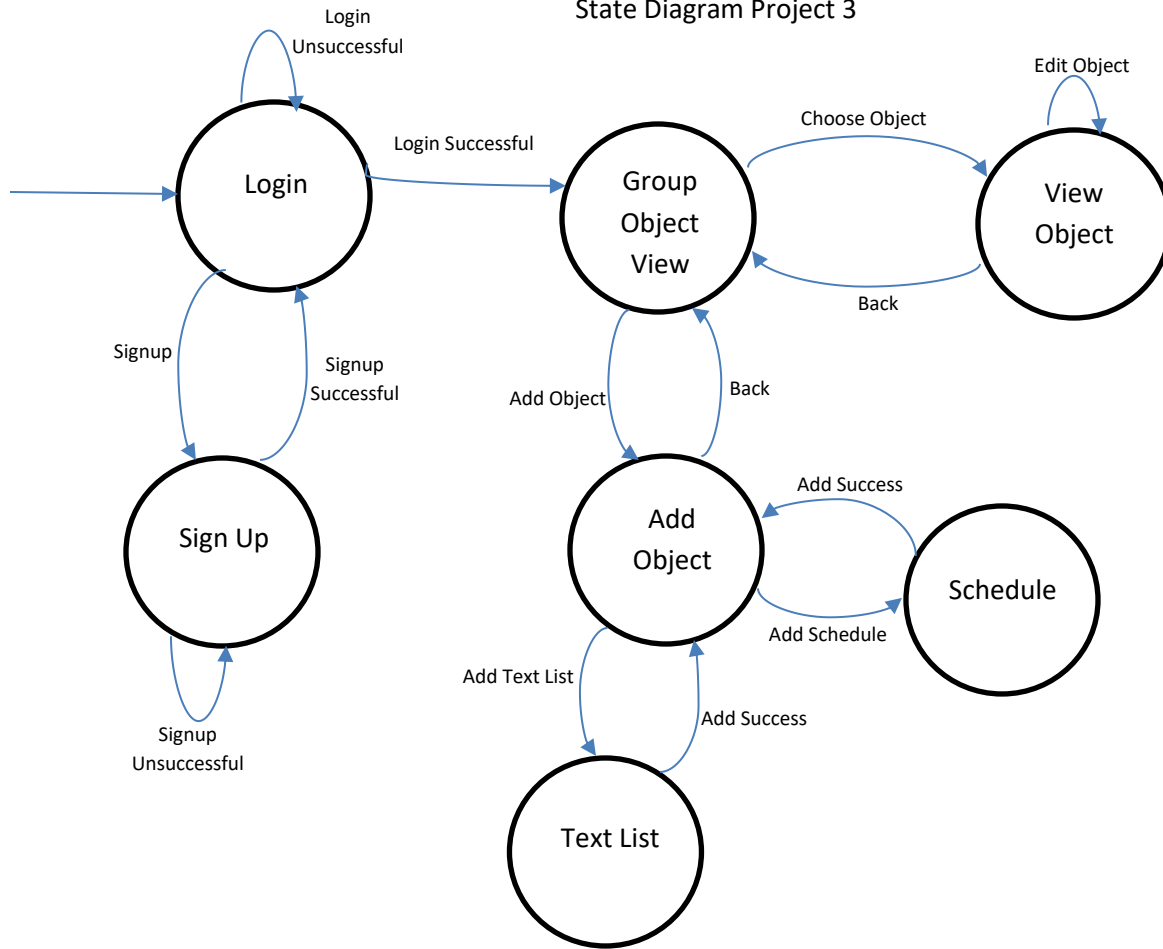 State Diagram Project 3
Login
Unsuccessful
Edit Object
Choose Object
Login Successful
Login
Group
Object
View
View
Object
Back
Signup
Signup
Successful
Add Object
Back
Add Success
Sign Up
Add
Object
Schedule
Add Schedule
Add Text List
Add Success
Signup
Unsuccessful
Text List